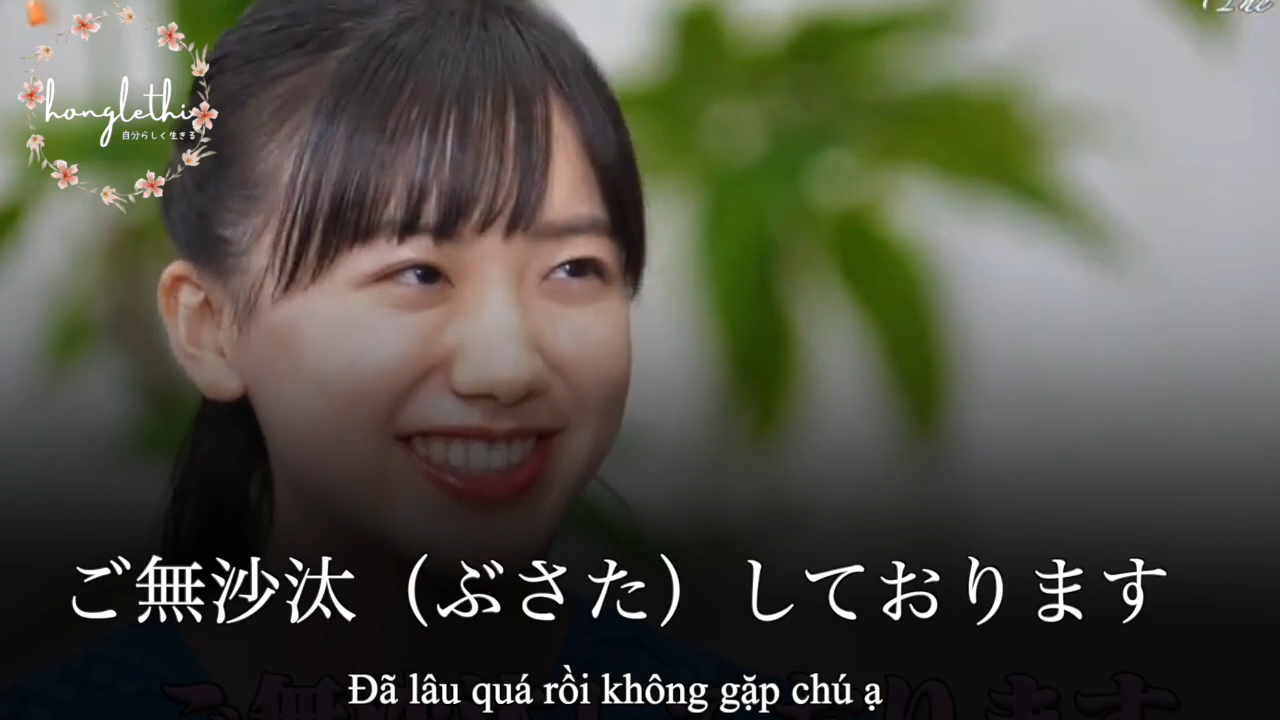 honglethi
自分らしく生きる
ご無沙汰（ぶさた）しております
Đã lâu quá rồi không gặp chú ạ